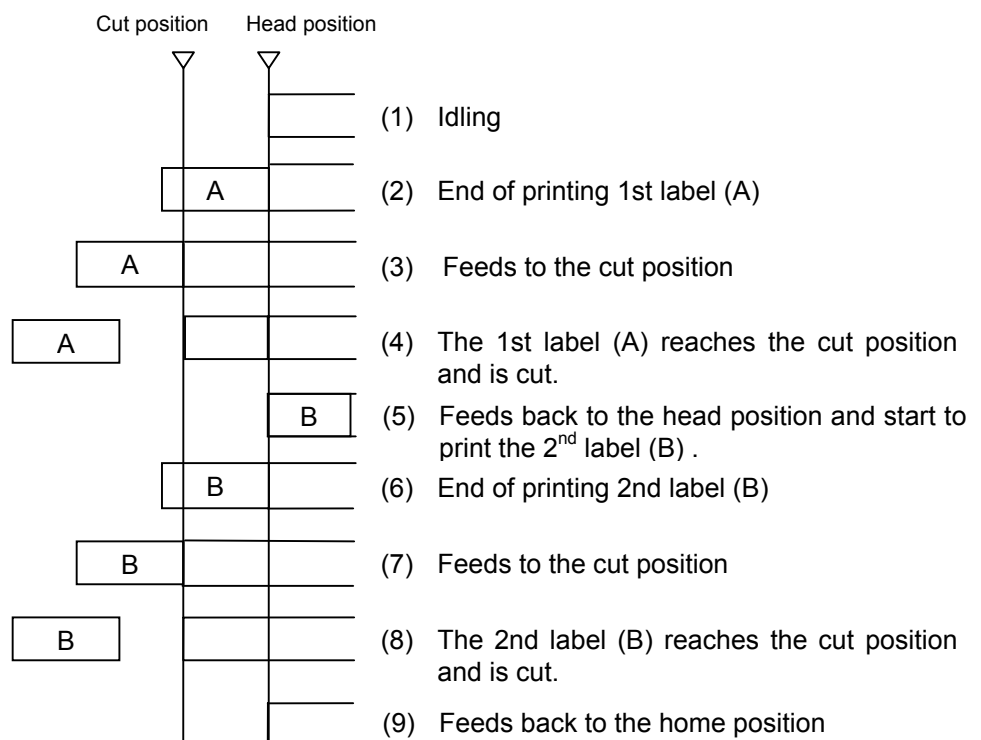 Cut position Head position
(1) Idling
A (2) End of printing 1st label (A)
A (3) Feeds to the cut position
A (4) The 1st label (A) reaches the cut position
and is cut.
B (5) Feeds back to the head position and start to
print the 2nd label (B) .
B (6) End of printing 2nd label (B)
B (7) Feeds to the cut position
B (8) The 2nd label (B) reaches the cut position
and is cut.
(9) Feeds back to the home position